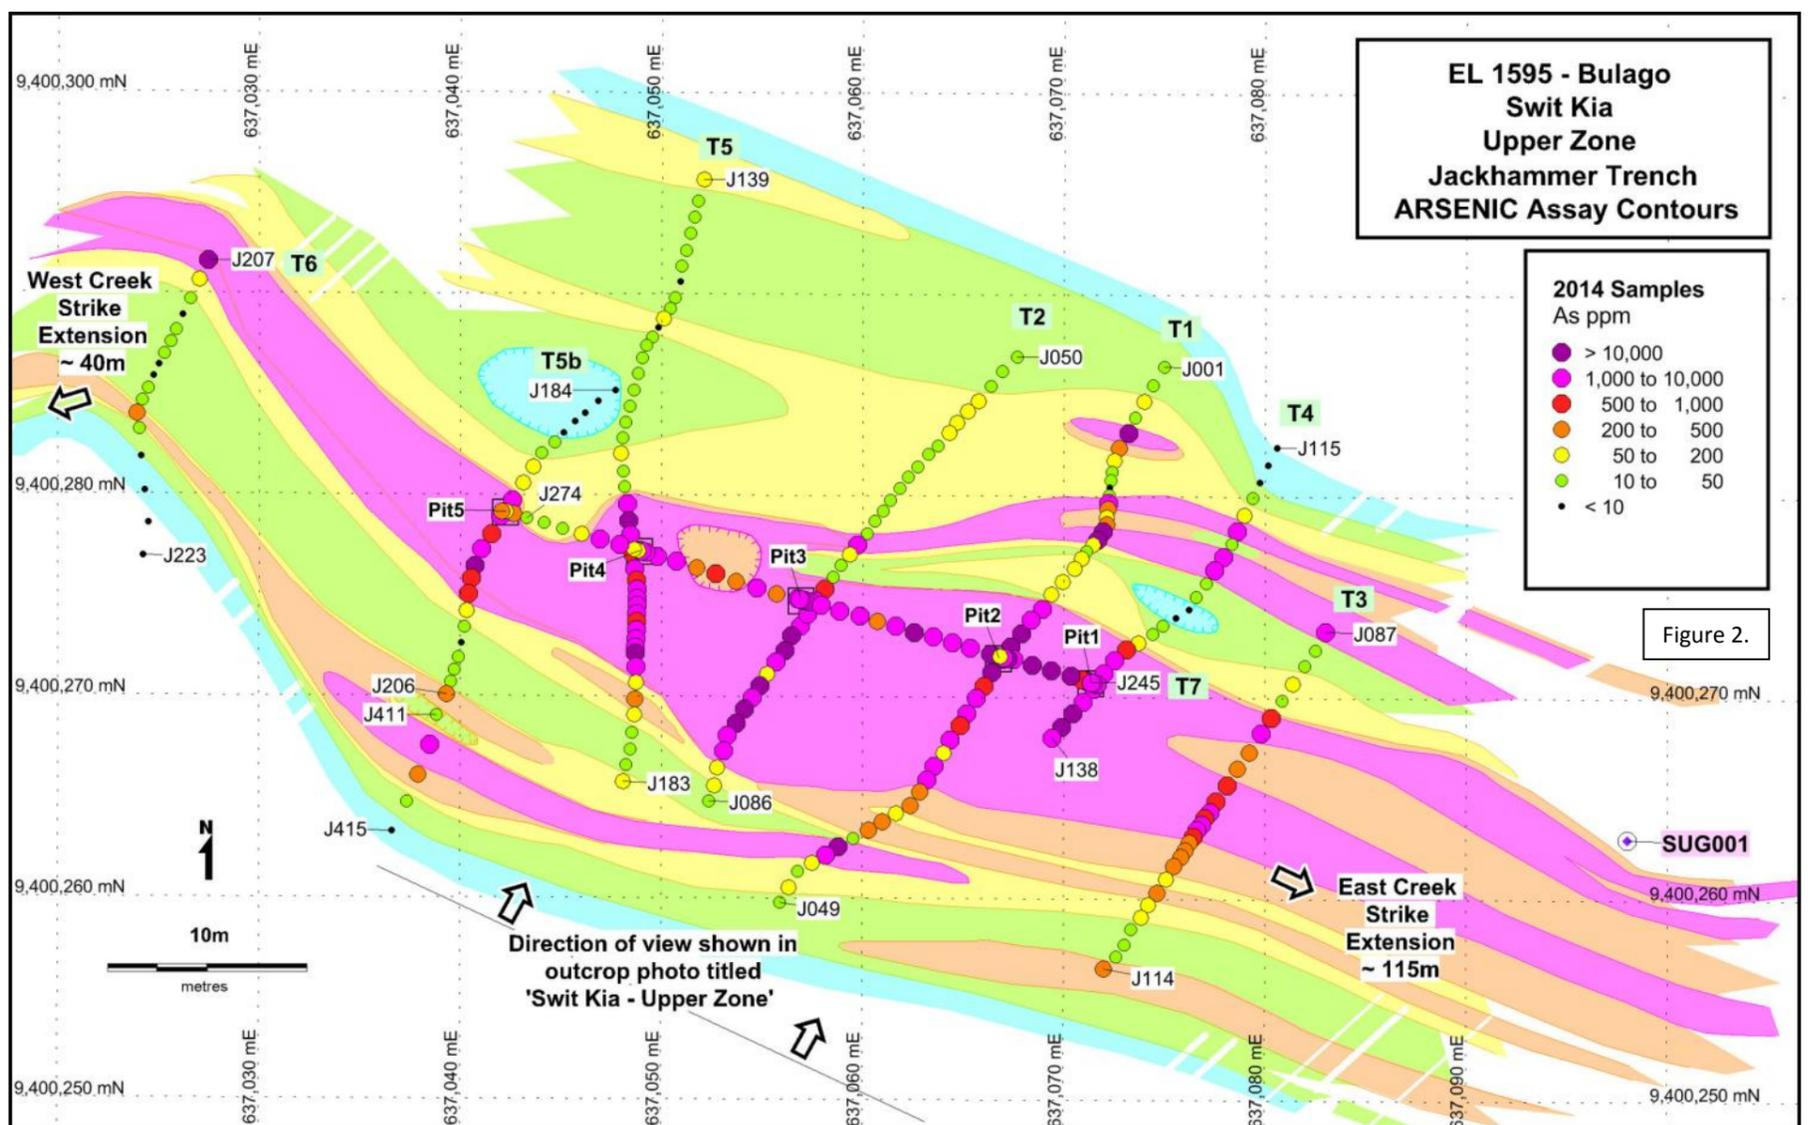 EL 1595 - Bulago
Swit Kia
Upper Zone
Jackhammer Trench
ARSENIC Assay Contours
2014 Samples
As ppm
> 10,000
1,000 to 10,000
500 to 1,000
200 to 500
50 to 200
10 to 50
< 10
Figure 2.
9,400,300 mN
637,030 mE
637,040 mE
637,050 mE
637,060 mE
637,070 mE
637,080 mE
T5
J139
J207
T6
West Creek
Strike
Extension
~ 40m
T2
J050
T1
J001
T5b
J184
T4
J115
9,400,280 mN
J274
Pit5
Pit4
Pit3
J223
T3
J087
Pit2
Pit1
J245
T7
9,400,270 mN
9,400,270 mN
J206
J411
J138
J183
J086
J415
N
SUG001
9,400,260 mN
9,400,260 mN
J049
East Creek
Strike
Extension
~ 115m
10m
metres
Direction of view shown in
outcrop photo titled
'Swit Kia - Upper Zone'
J114
9,400,250 mN
9,400,250 mN
637,030 mE
637,040 mE
637,050 mE
637,060 mE
637,070 mE
637,080 mE
637,090 mE